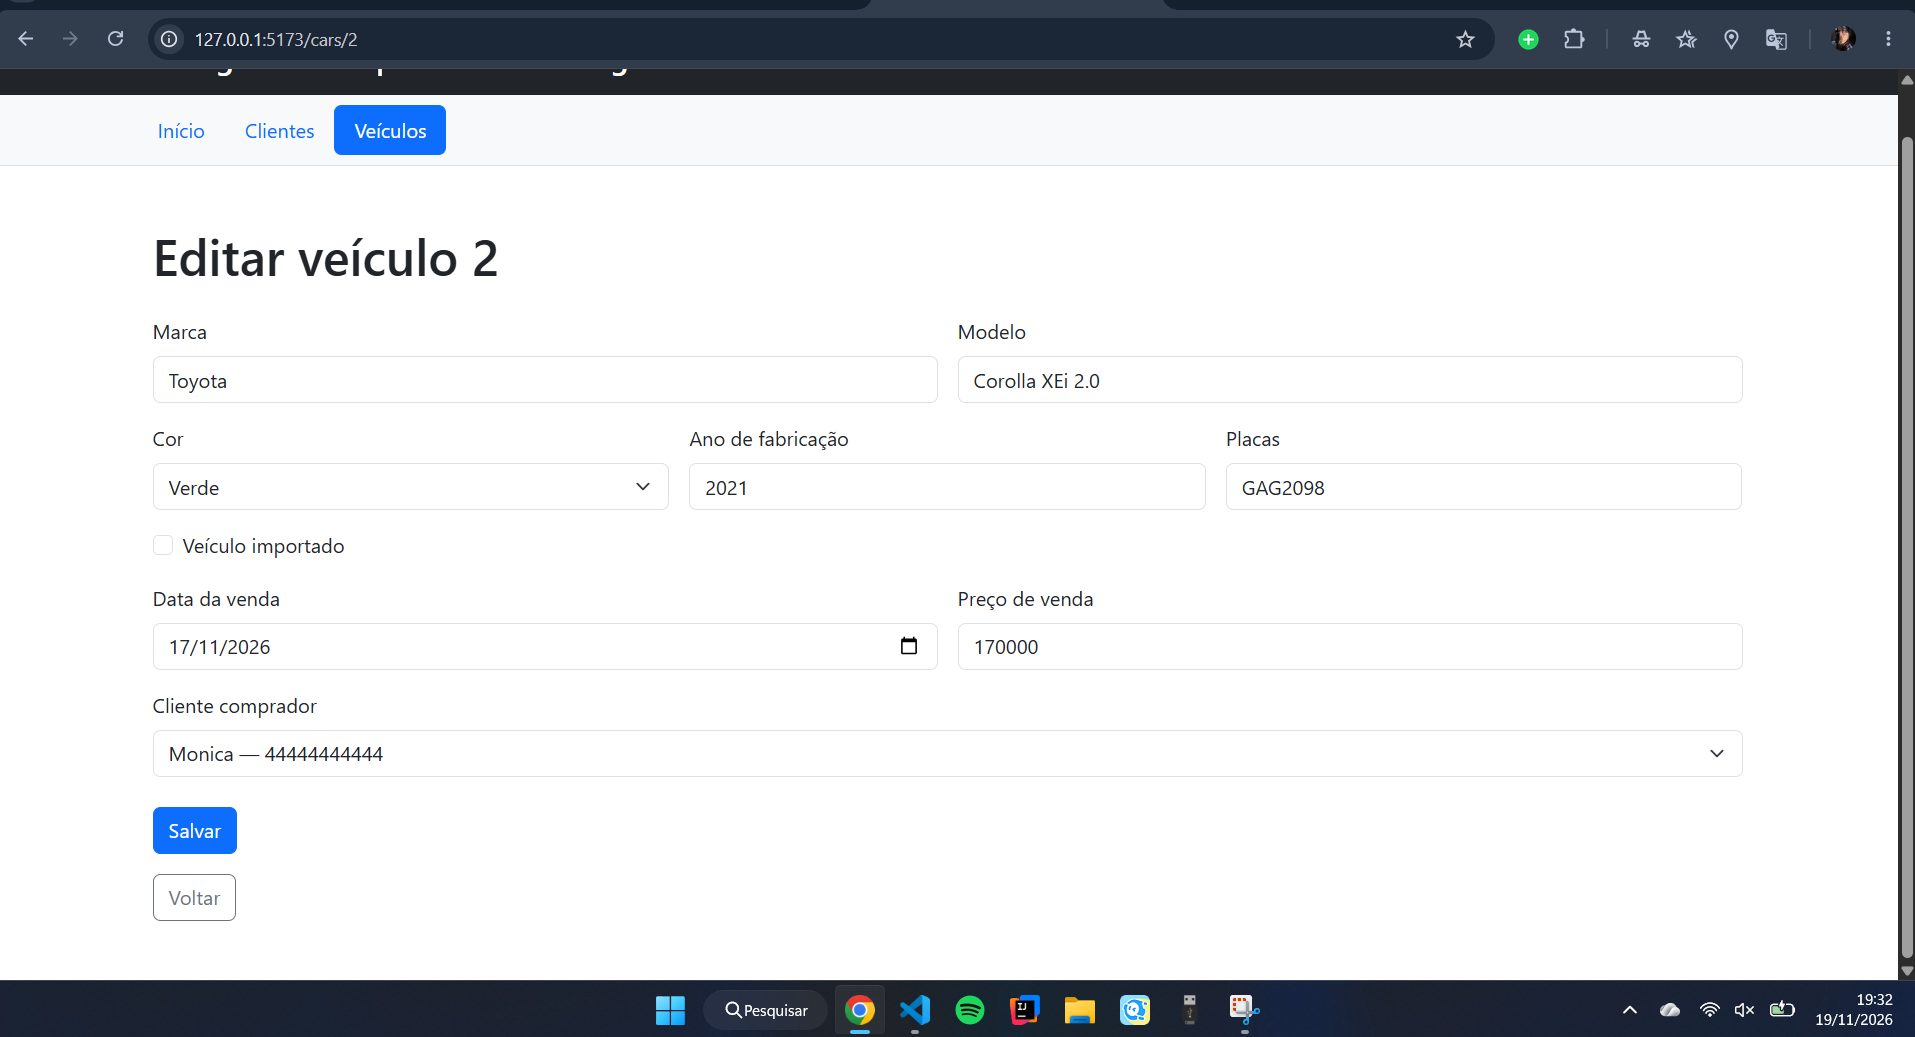 127.0.0.1:5173/cars/2
Início Clientes Veículos
Editar veículo 2
Marca Modelo
Toyota Corolla XEi 2.0
Cor Ano de fabricação Placas
Verde 2021 GAG2098
Veículo importado
Data da venda Preço de venda
17/11/2026 170000
Cliente comprador
Monica — 44444444444
Salvar
Voltar
Pesquisar
19:32
19/11/2026